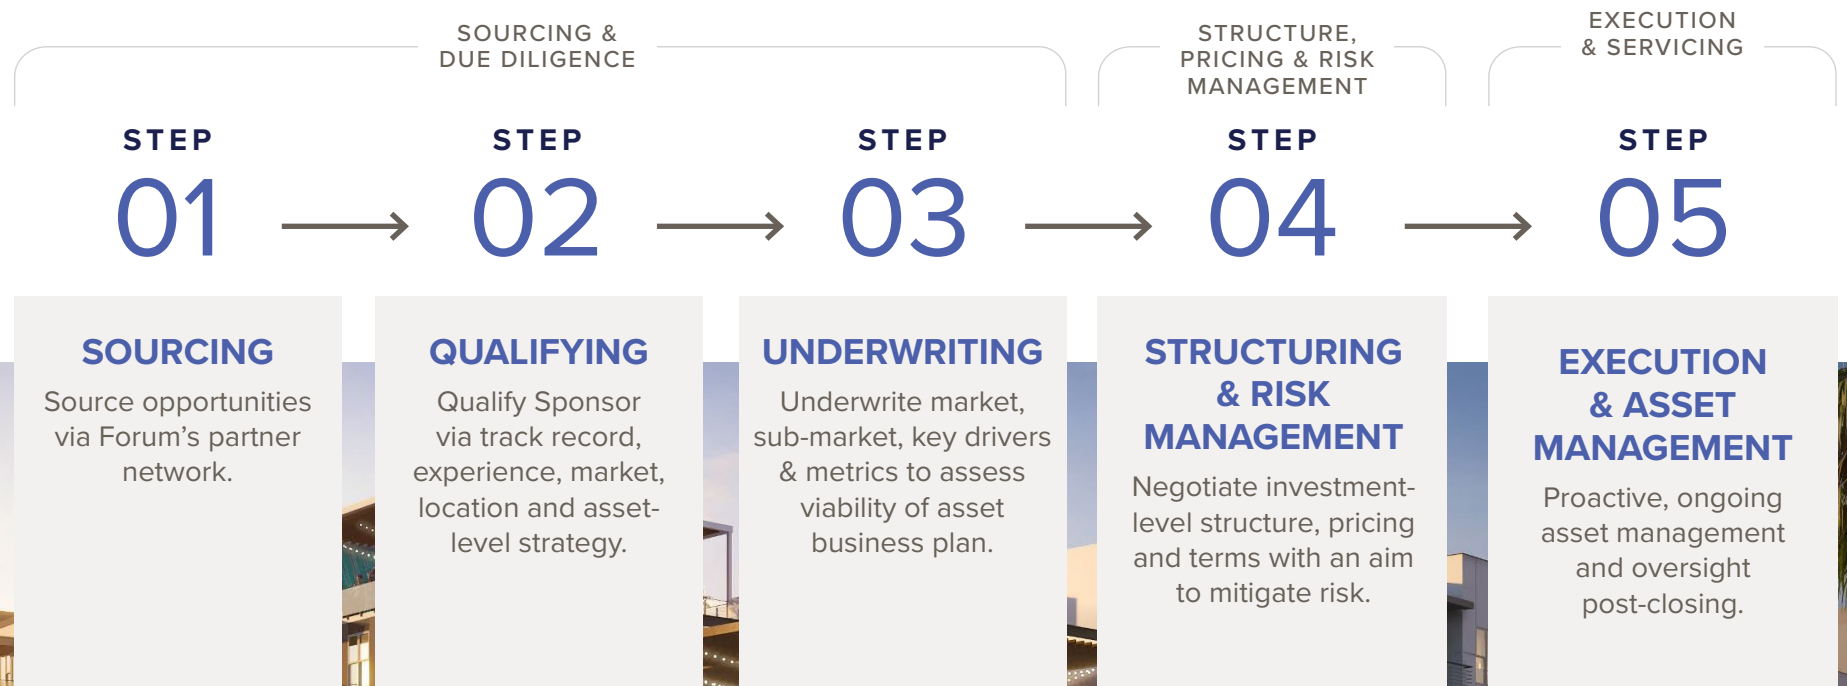 SOURCING &
DUE DILIGENCE
STRUCTURE,
PRICING & RISK
MANAGEMENT
EXECUTION
& SERVICING
STEP
01
STEP
02
STEP
03
STEP
04
STEP
05
SOURCING
Source opportunities
via Forum’s partner
network.
QUALIFYING
Qualify Sponsor
via track record,
experience, market,
location and asset-
level strategy.
UNDERWRITING
Underwrite market,
sub-market, key drivers
& metrics to assess
viability of asset
business plan.
STRUCTURING
& RISK
MANAGEMENT
Negotiate investment-
level structure, pricing
and terms with an aim
to mitigate risk.
EXECUTION
& ASSET
MANAGEMENT
Proactive, ongoing
asset management
and oversight
post-closing.